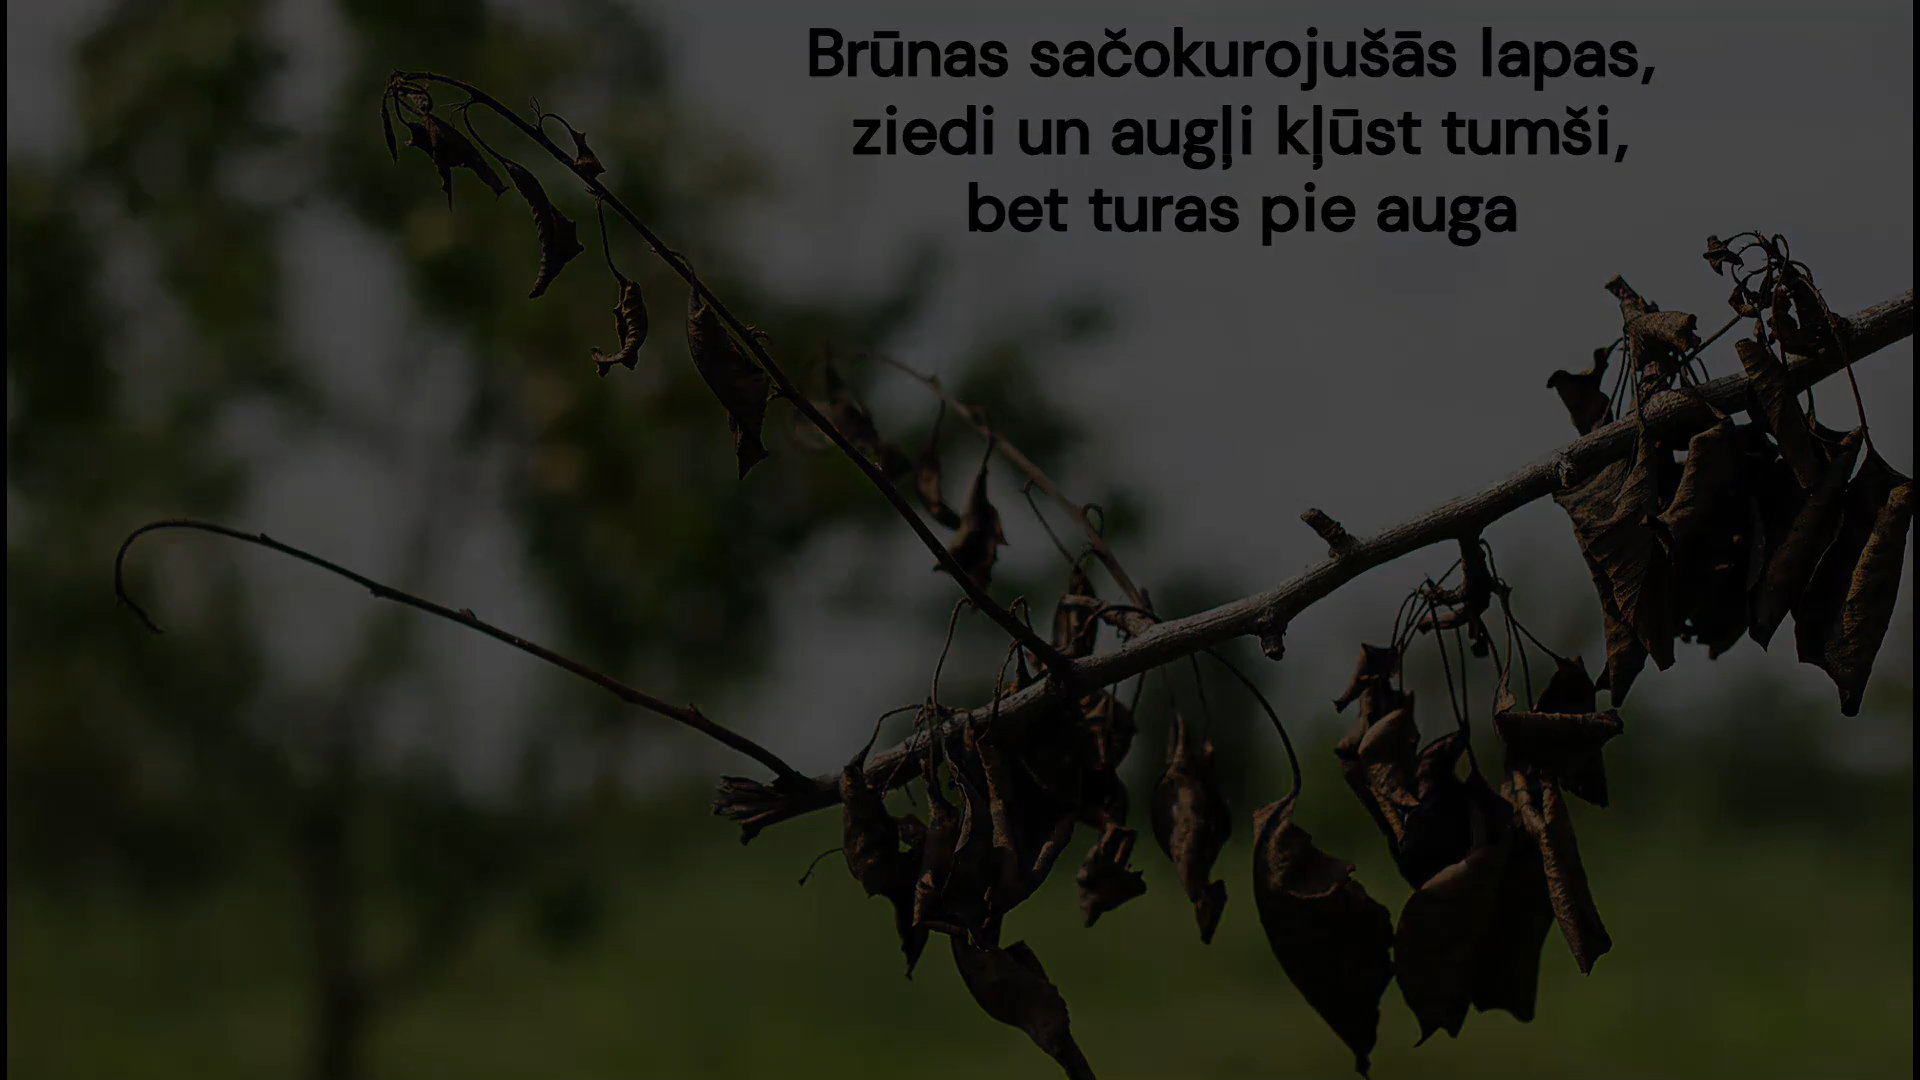 Brūnas sačokurojušās lapas,
ziedi un augļi kļūst tumši,
bet turas pie auga